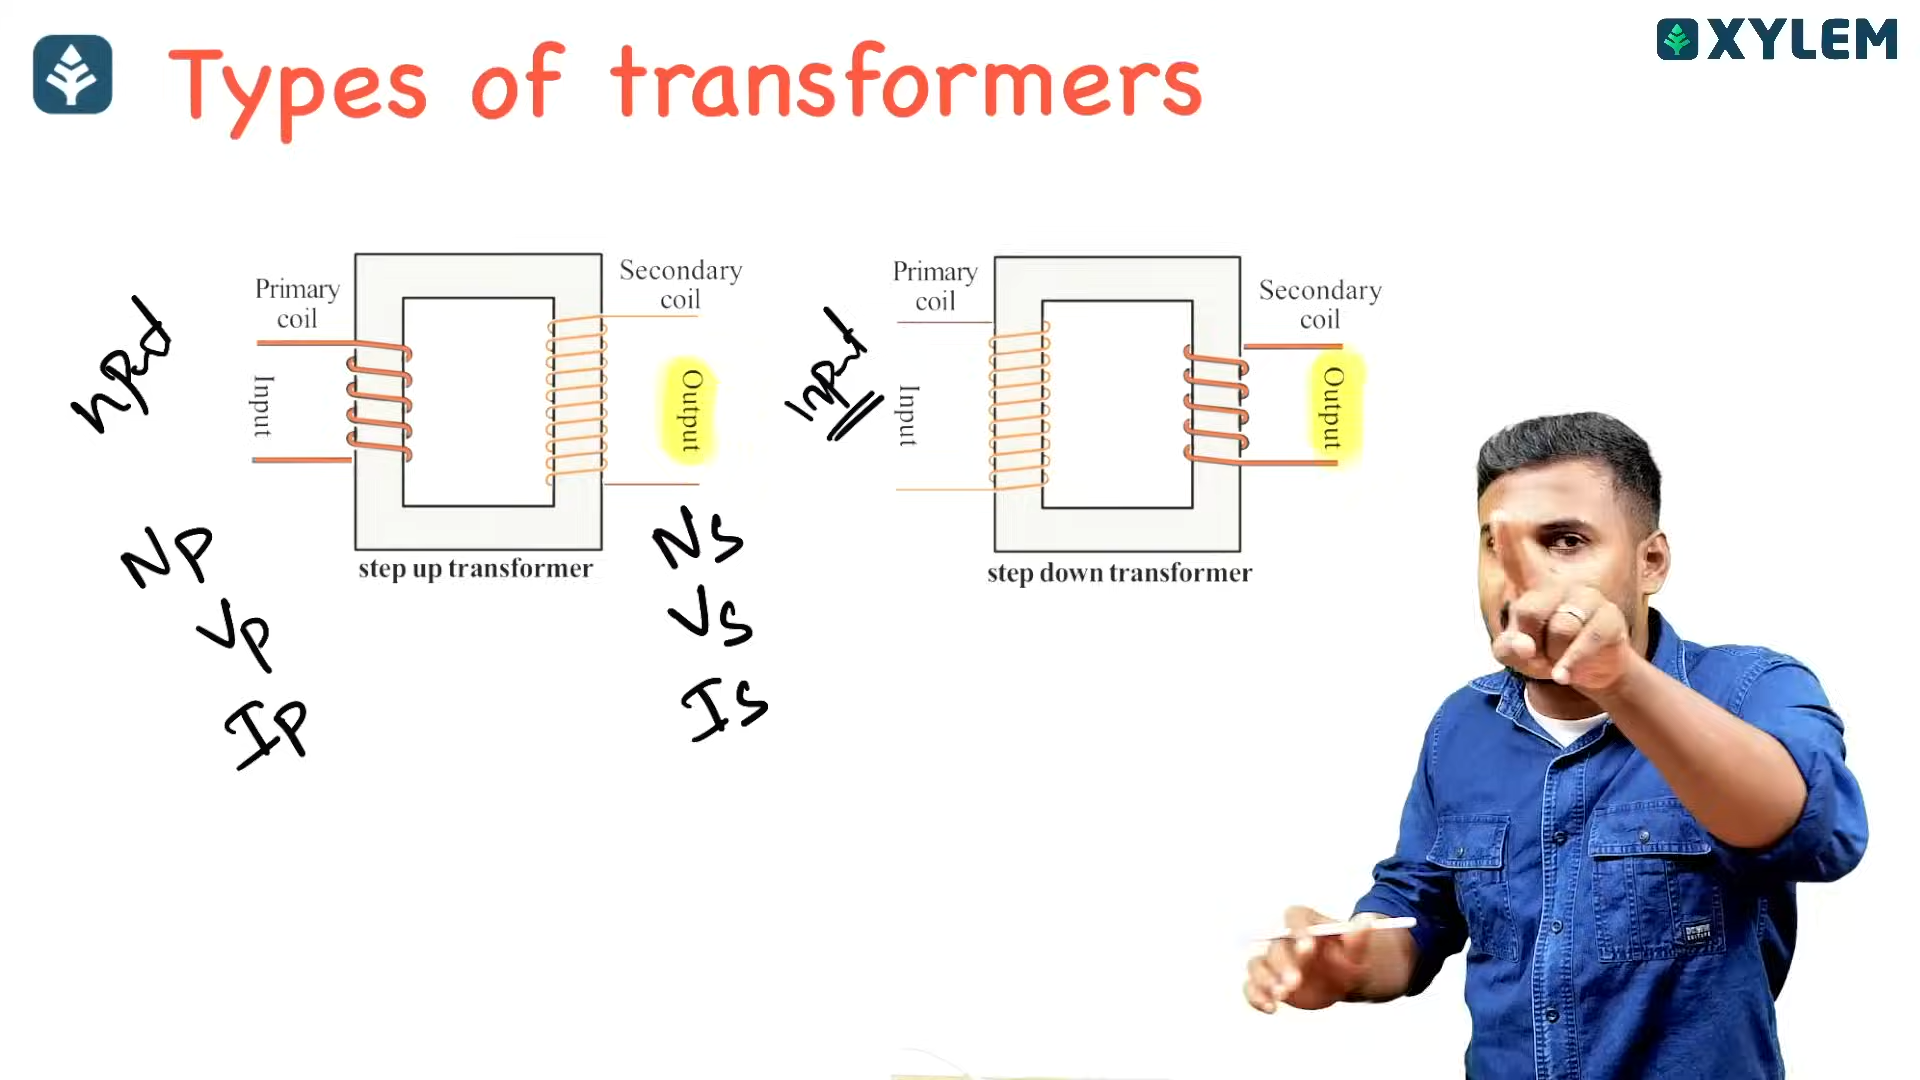 Types of transformers
XYLEM
Primary
coil
Secondary
coil
Input
Input
Output
step up transformer
Np
Vp
Ip
Ns
Vs
Is
Primary
coil
Secondary
coil
Input
Input
Output
step down transformer